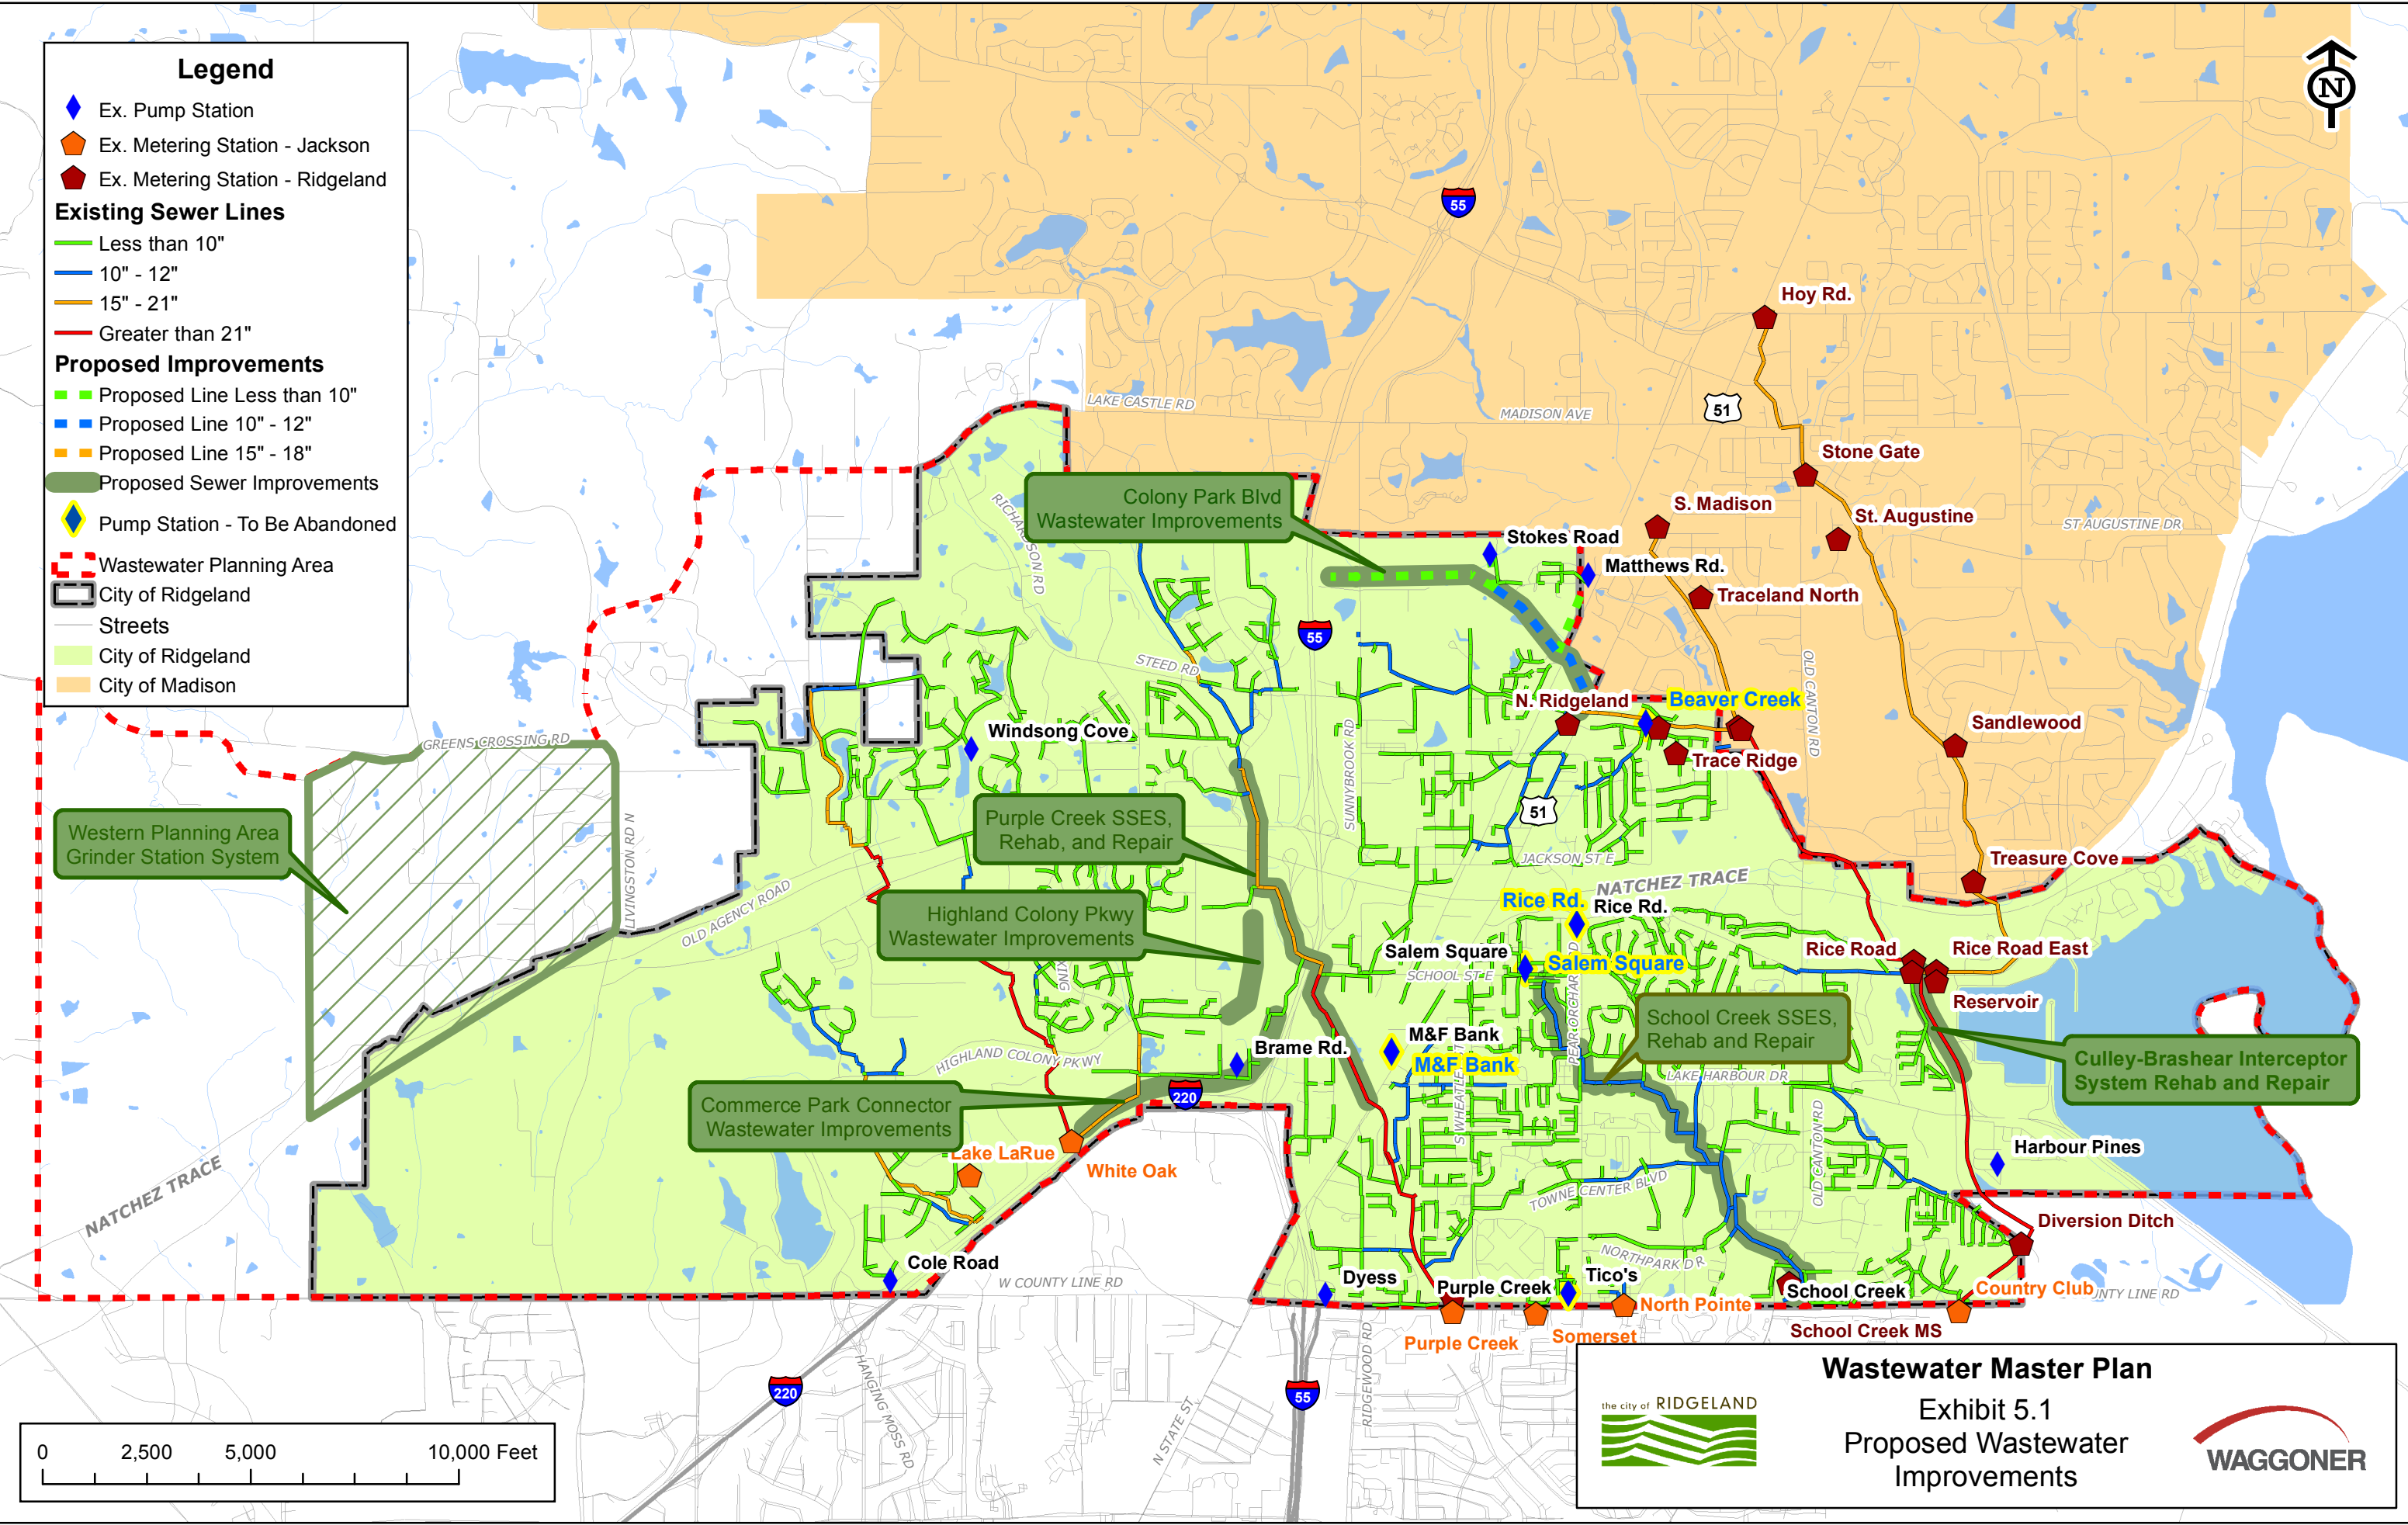 Legend
Ex. Pump Station
Ex. Metering Station - Jackson
Ex. Metering Station - Ridgeland
Existing Sewer Lines
Less than 10"
10" - 12"
15" - 21"
Greater than 21"
Proposed Improvements
Proposed Line Less than 10"
Proposed Line 10" - 12"
Proposed Line 15" - 18"
Proposed Sewer Improvements
Pump Station - To Be Abandoned
Wastewater Planning Area
City of Ridgeland
Streets
City of Ridgeland
City of Madison
N
55
Hoy Rd.
LAKE CASTLE RD
MADISON AVE
51
Stone Gate
Colony Park Blvd
Wastewater Improvements
RICHARDSON RD
S. Madison
St. Augustine
ST AUGUSTINE DR
Stokes Road
Matthews Rd.
Traceland North
55
STEED RD
OLD CANTON RD
N. Ridgeland
Beaver Creek
Sandlewood
Windsong Cove
GREENS CROSSING RD
SUNNYBROOK RD
Trace Ridge
Western Planning Area
Grinder Station System
LIVINGSTON RD N
Purple Creek SSES,
Rehab, and Repair
51
JACKSON ST E
Treasure Cove
NATCHEZ TRACE
OLD AGENCY ROAD
Highland Colony Pkwy
Wastewater Improvements
Rice Rd.
Rice Rd.
Salem Square
Salem Square
SCHOOL ST E
Rice Road
Rice Road East
Reservoir
School Creek SSES,
Rehab and Repair
M&F Bank
M&F Bank
Brame Rd.
HIGHLAND COLONY PKWY
LAKE HARBOUR DR
Culley-Brashear Interceptor
System Rehab and Repair
220
Commerce Park Connector
Wastewater Improvements
Lake LaRue
White Oak
Harbour Pines
OLD CANTON RD
TOWNE CENTER BLVD
NATCHEZ TRACE
Diversion Ditch
Cole Road
W COUNTY LINE RD
NORTHPARK DR
Dyess
Purple Creek
Tico's
North Pointe
School Creek
Country Club
Purple Creek
Somerset
School Creek MS
RIDGEWOOD RD
HANGING MOSS RD
N STATE ST
220
55
0 2,500 5,000 10,000 Feet
Wastewater Master Plan
Exhibit 5.1
Proposed Wastewater
Improvements
the city of RIDGELAND
WAGGONER